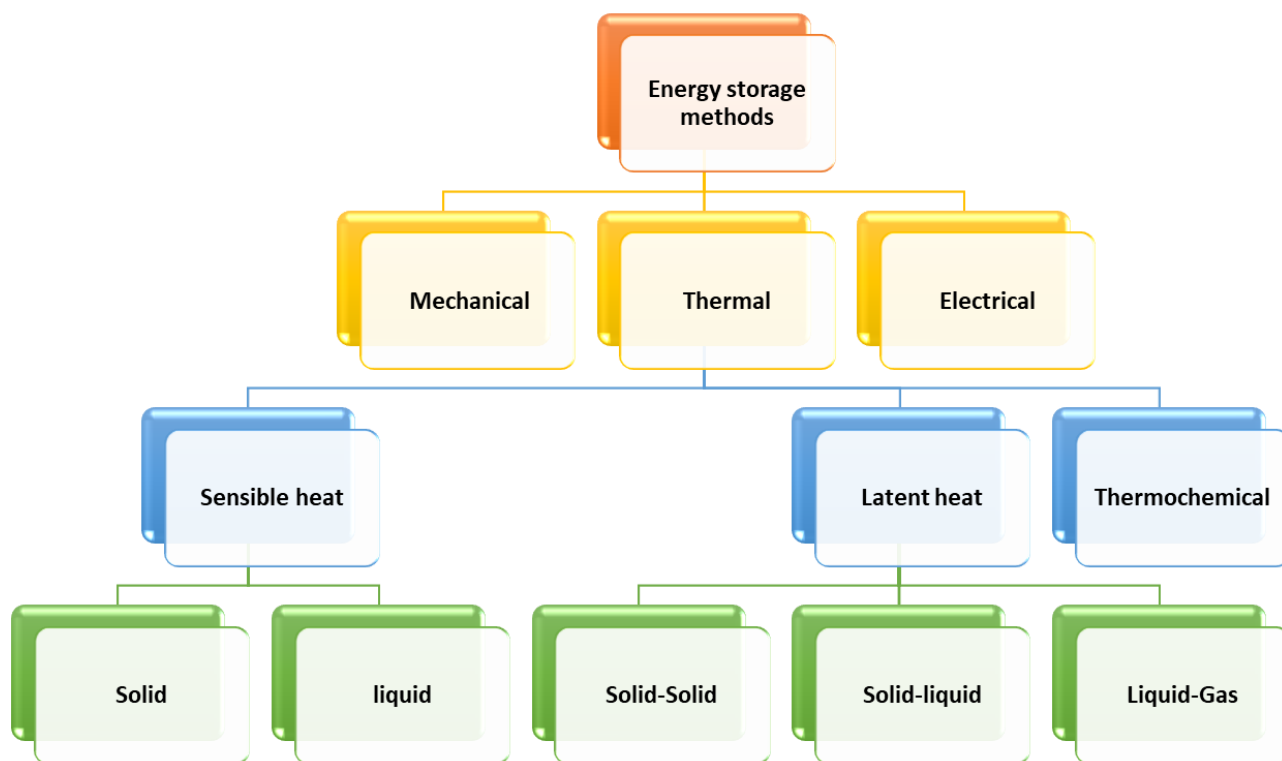 Energy storage
methods
Mechanical
Thermal
Electrical
Sensible heat
Latent heat
Thermochemical
Solid
liquid
Solid-Solid
Solid-liquid
Liquid-Gas